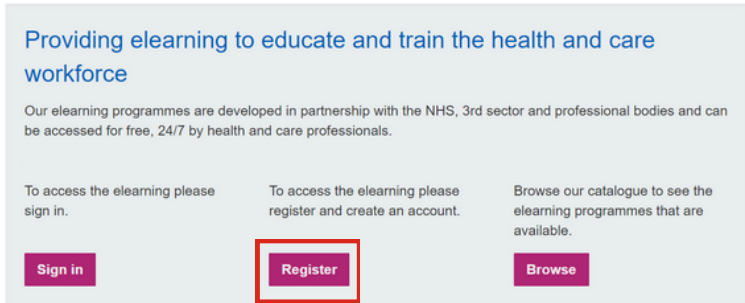 Providing elearning to educate and train the health and care
workforce
Our elearning programmes are developed in partnership with the NHS, 3rd sector and professional bodies and can
be accessed for free, 24/7 by health and care professionals.
To access the elearning please
sign in.
Sign in
To access the elearning please
register and create an account.
Register
Browse our catalogue to see the
elearning programmes that are
available.
Browse